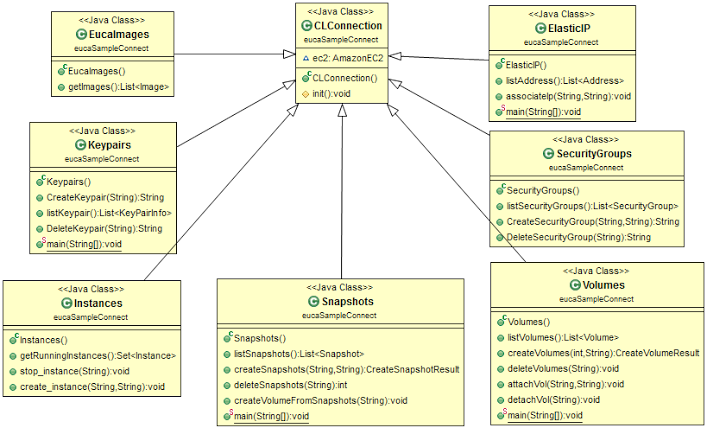 <<Java Class>>
EucaImages
eucaSampleConnect
EucaImages()
getImages():List<Image>
<<Java Class>>
CLConnection
eucaSampleConnect
ec2: AmazonEC2
CLConnection()
init():void
<<Java Class>>
ElasticIP
eucaSampleConnect
ElasticIP()
listAddress():List<Address>
associateIp(String,String):void
main(String[]):void
<<Java Class>>
Keypairs
eucaSampleConnect
Keypairs()
CreateKeypair(String):String
listKeypair():List<KeyPairInfo>
DeleteKeypair(String):String
main(String[]):void
<<Java Class>>
SecurityGroups
eucaSampleConnect
SecurityGroups()
listSecurityGroups():List<SecurityGroup>
CreateSecurityGroup(String,String):String
DeleteSecurityGroup(String):String
<<Java Class>>
Instances
eucaSampleConnect
Instances()
getRunningInstances():Set<Instance>
stop_instance(String):void
create_instance(String,String):void
<<Java Class>>
Snapshots
eucaSampleConnect
Snapshots()
listSnapshots():List<Snapshot>
createSnapshots(String,String):CreateSnapshotResult
deleteSnapshots(String):int
createVolumeFromSnapshots(String):void
main(String[]):void
<<Java Class>>
Volumes
eucaSampleConnect
Volumes()
listVolumes():List<Volume>
createVolumes(int,String):CreateVolumeResult
deleteVolumes(String):void
attachVol(String,String):void
detachVol(String):void
main(String[]):void